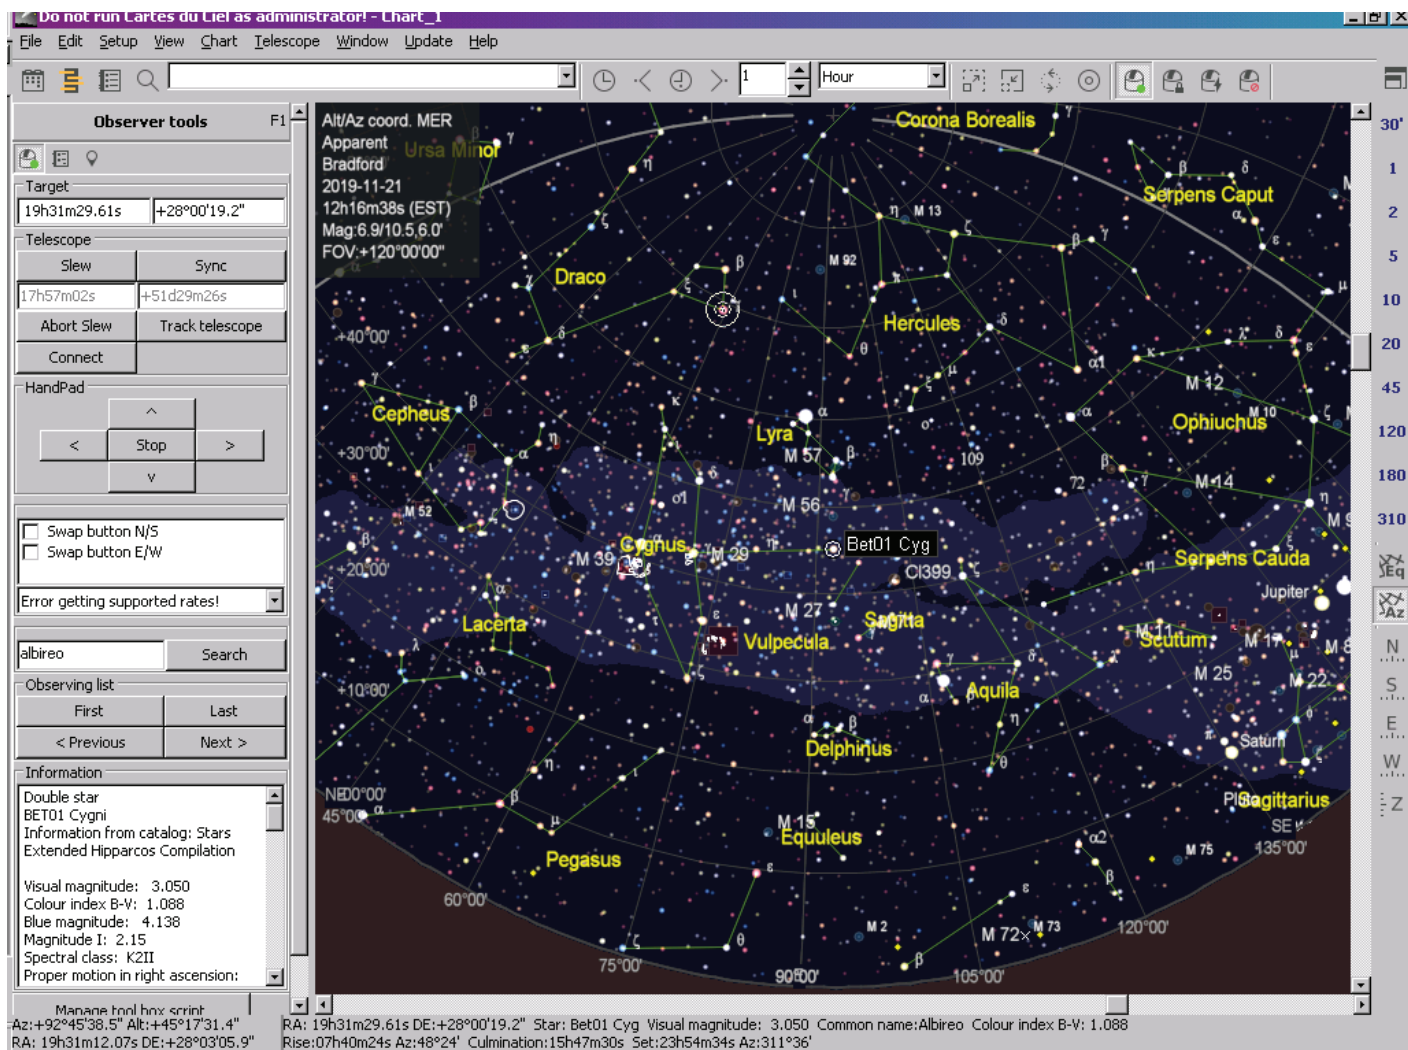 Do not run Cartes du Ciel as administrator! - Chart_1
File Edit Setup View Chart Telescope Window Update Help
1 Hour
Observer tools F1
Target
19h31m29.61s +28°00'19.2"
Telescope
Slew Sync
17h57m02s +51d29m26s
Abort Slew Track telescope
Connect
HandPad
^
< Stop >
v
Swap button N/S
Swap button E/W
Error getting supported rates!
albireo Search
Observing list
First Last
< Previous Next >
Information
Double star
BET01 Cygni
Information from catalog: Stars
Extended Hipparcos Compilation
Visual magnitude: 3.050
Colour index B-V: 1.088
Blue magnitude: 4.138
Magnitude I: 2.15
Spectral class: K2II
Proper motion in right ascension:
Manage tool box script
Alt/Az coord. MER
Apparent
Bradford
2019-11-21
12h16m38s (EST)
Mag:6.9/10.5,6.0'
FOV:+120°00'00"
Ursa Minor
Corona Borealis
Serpens Caput
M 13
M 92
Draco
Hercules
+40°00'
M 12
M 10
Cepheus
Lyra
Ophiuchus
+30°00'
M 57
109
72
M 14
M 52
M 56
Bet01 Cyg
Cygnus
M 39
M 29
Cl399
Serpens Cauda
+20°00'
Jupiter
M 27
Sagitta
Lacerta
Vulpecula
M 11
Scutum
M 17
M 25
M 22
+10°00'
Aquila
Delphinus
Saturn
NE
45°00'
Pluto
Sagittarius
SE
135°00'
M 15
Equuleus
Pegasus
M 75
60°00'
M 2
M 72
M 73
120°00'
75°00'
90°00'
105°00'
30'
1
2
5
10
20
45
120
180
310
Eq
Az
N
S
E
W
Z
Az:+92°45'38.5" Alt:+45°17'31.4" RA: 19h31m29.61s DE:+28°00'19.2" Star: Bet01 Cyg Visual magnitude: 3.050 Common name:Albireo Colour index B-V: 1.088
RA: 19h31m12.07s DE:+28°03'05.9" Rise:07h40m24s Az:48°24' Culmination:15h47m30s Set:23h54m34s Az:311°36'